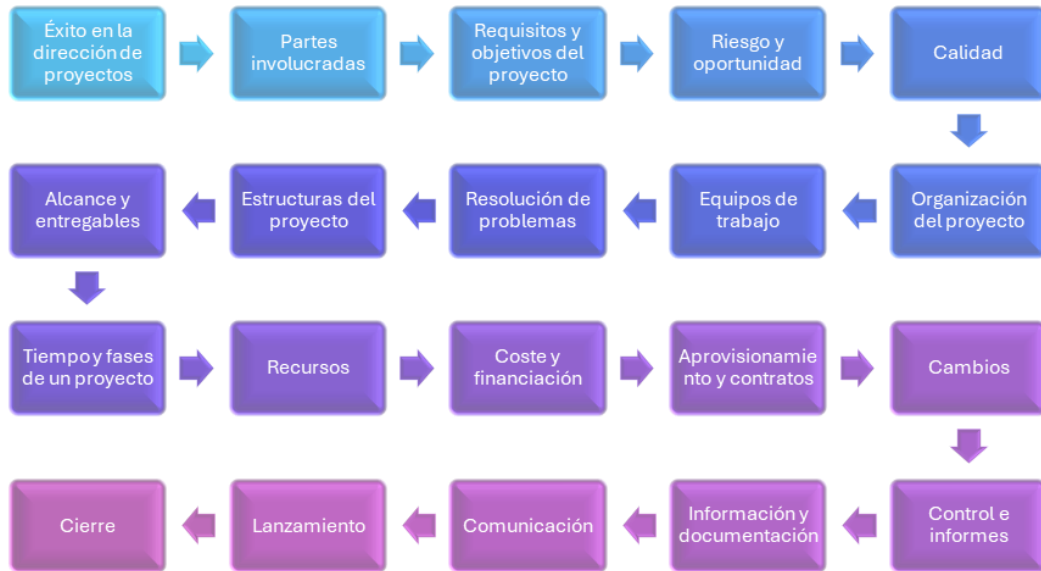 Éxito en la
dirección de
proyectos
Partes
involucradas
Requisitos y
objetivos del
proyecto
Riesgo y
oportunidad
Calidad
Organización
del proyecto
Equipos de
trabajo
Resolución de
problemas
Estructuras del
proyecto
Alcance y
entregables
Tiempo y fases
de un proyecto
Recursos
Coste y
financiación
Aprovisionamie
nto y contratos
Cambios
Control e
informes
Información y
documentación
Comunicación
Lanzamiento
Cierre